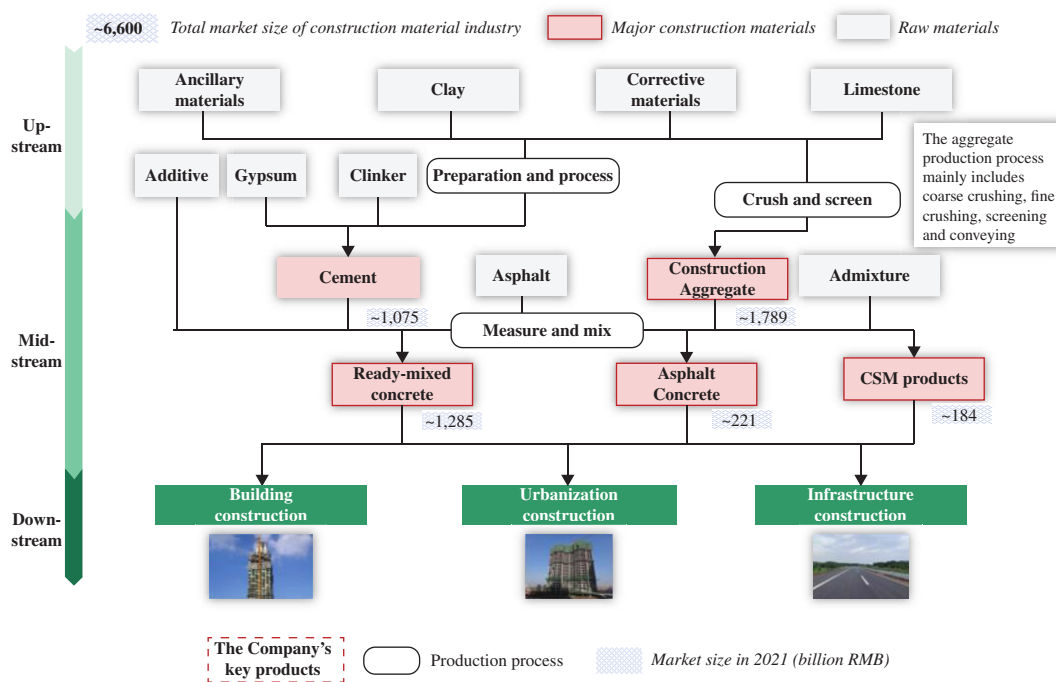 ~6,600
Total market size of construction material industry
Major construction materials
Raw materials
Up-
stream
Ancillary
materials
Clay
Corrective
materials
Limestone
The aggregate
production process
mainly includes
coarse crushing, fine
crushing, screening
and conveying
Additive
Gypsum
Clinker
Preparation and process
Crush and screen
Mid-
stream
Cement
Asphalt
Construction
Aggregate
Admixture
~1,075
Measure and mix
~1,789
Ready-mixed
concrete
Asphalt
Concrete
CSM products
~1,285
~221
~184
Down-
stream
Building
construction
Urbanization
construction
Infrastructure
construction
The Company's
key products
Production process
Market size in 2021 (billion RMB)